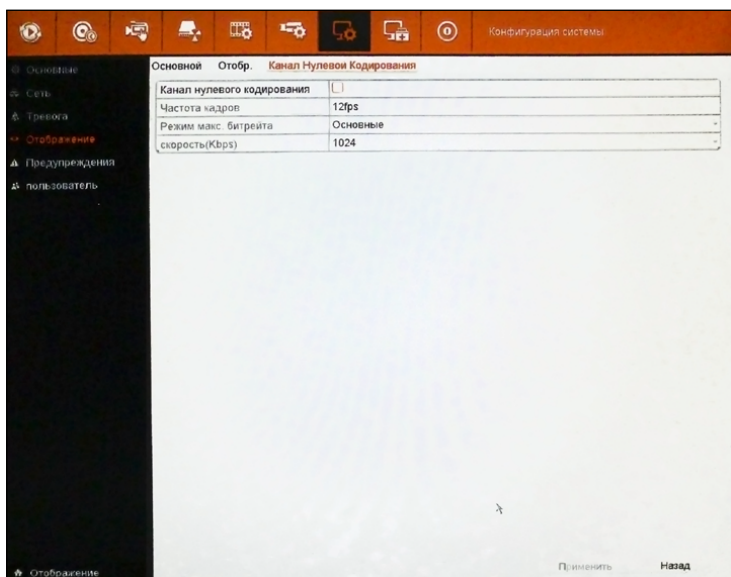 Конфигурация системы
Основные
Сеть
Тревога
Отображение
Предупреждения
пользователь
Основной Отобр. Канал Нулевой Кодирования
Канал нулевого кодирования
Частота кадров 12fps
Режим макс. битрейта Основные
скорость(Kbps) 1024
Отображение
Применить Назад